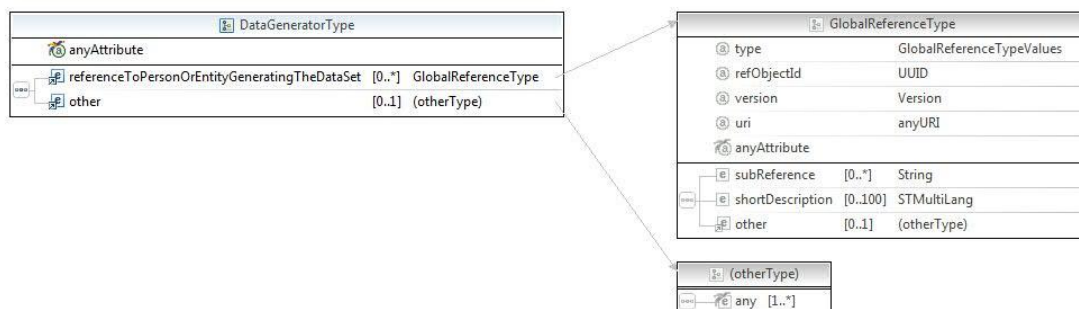 DataGeneratorType
anyAttribute
referenceToPersonOrEntityGeneratingTheDataSet [0..*] GlobalReferenceType
other [0..1] (otherType)
GlobalReferenceType
type GlobalReferenceTypeValues
refObjectId UUID
version Version
uri anyURI
anyAttribute
subReference [0..*] String
shortDescription [0..100] STMultiLang
other [0..1] (otherType)
(otherType)
any [1..*]